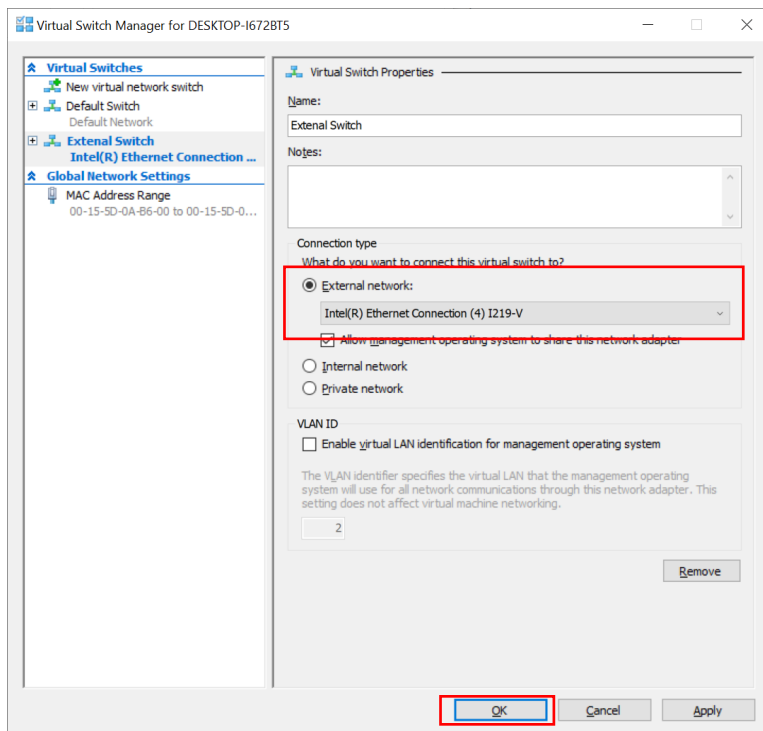 Virtual Switch Manager for DESKTOP-I672BT5
Virtual Switches
New virtual network switch
Default Switch
Default Network
Extenal Switch
Intel(R) Ethernet Connection ...
Global Network Settings
MAC Address Range
00-15-5D-0A-B6-00 to 00-15-5D-0...
Virtual Switch Properties
Name:
Extenal Switch
Notes:
Connection type
What do you want to connect this virtual switch to?
External network:
Intel(R) Ethernet Connection (4) I219-V
Allow management operating system to share this network adapter
Internal network
Private network
VLAN ID
Enable virtual LAN identification for management operating system
The VLAN identifier specifies the virtual LAN that the management operating
system will use for all network communications through this network adapter. This
setting does not affect virtual machine networking.
2
Remove
OK
Cancel
Apply